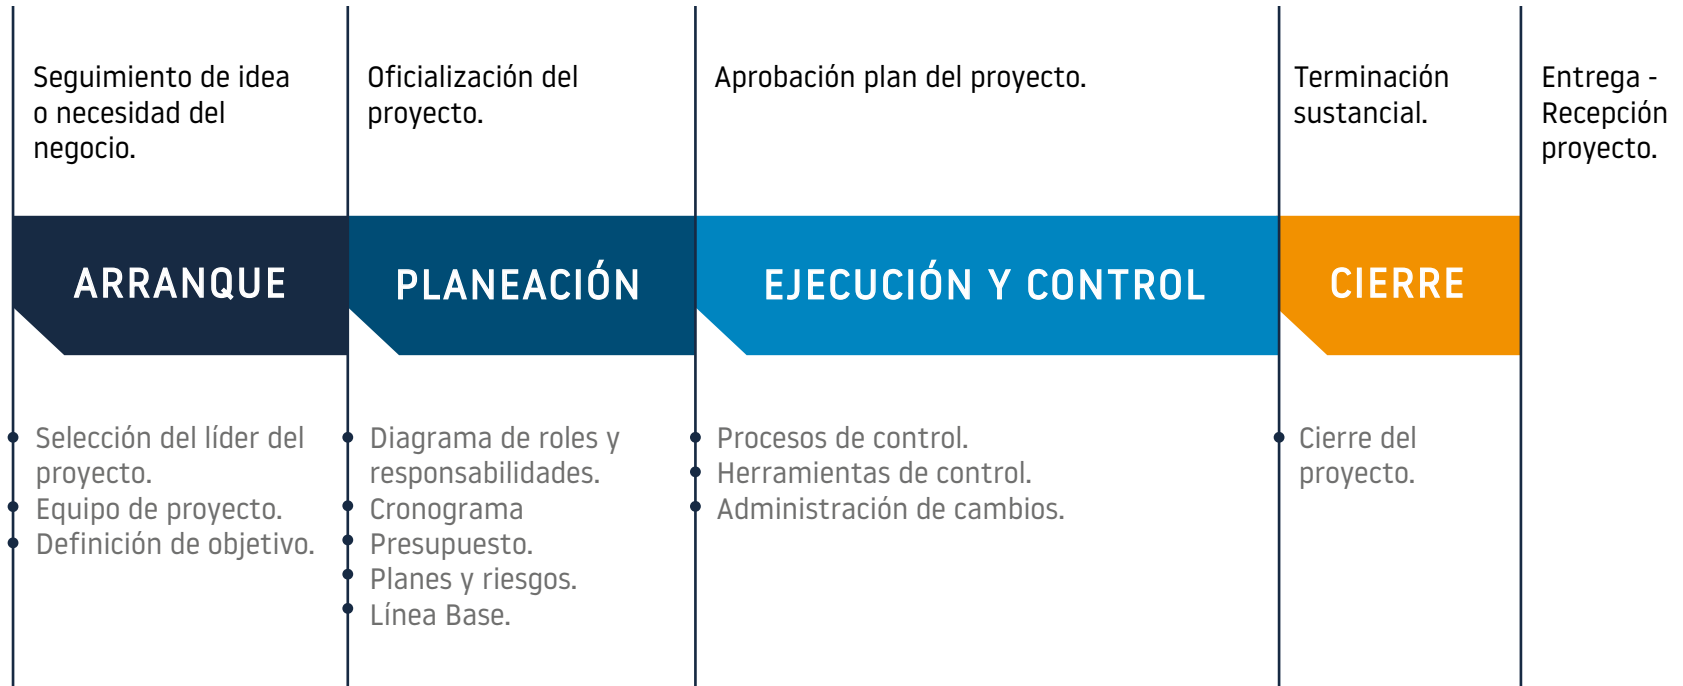 Seguimiento de idea
o necesidad del
negocio.
Oficialización del
proyecto.
Aprobación plan del proyecto.
Terminación
sustancial.
Entrega -
Recepción
proyecto.
ARRANQUE
PLANEACIÓN
EJECUCIÓN Y CONTROL
CIERRE
Selección del líder del
proyecto.
Equipo de proyecto.
Definición de objetivo.
Diagrama de roles y
responsabilidades.
Cronograma
Presupuesto.
Planes y riesgos.
Línea Base.
Procesos de control.
Herramientas de control.
Administración de cambios.
Cierre del
proyecto.